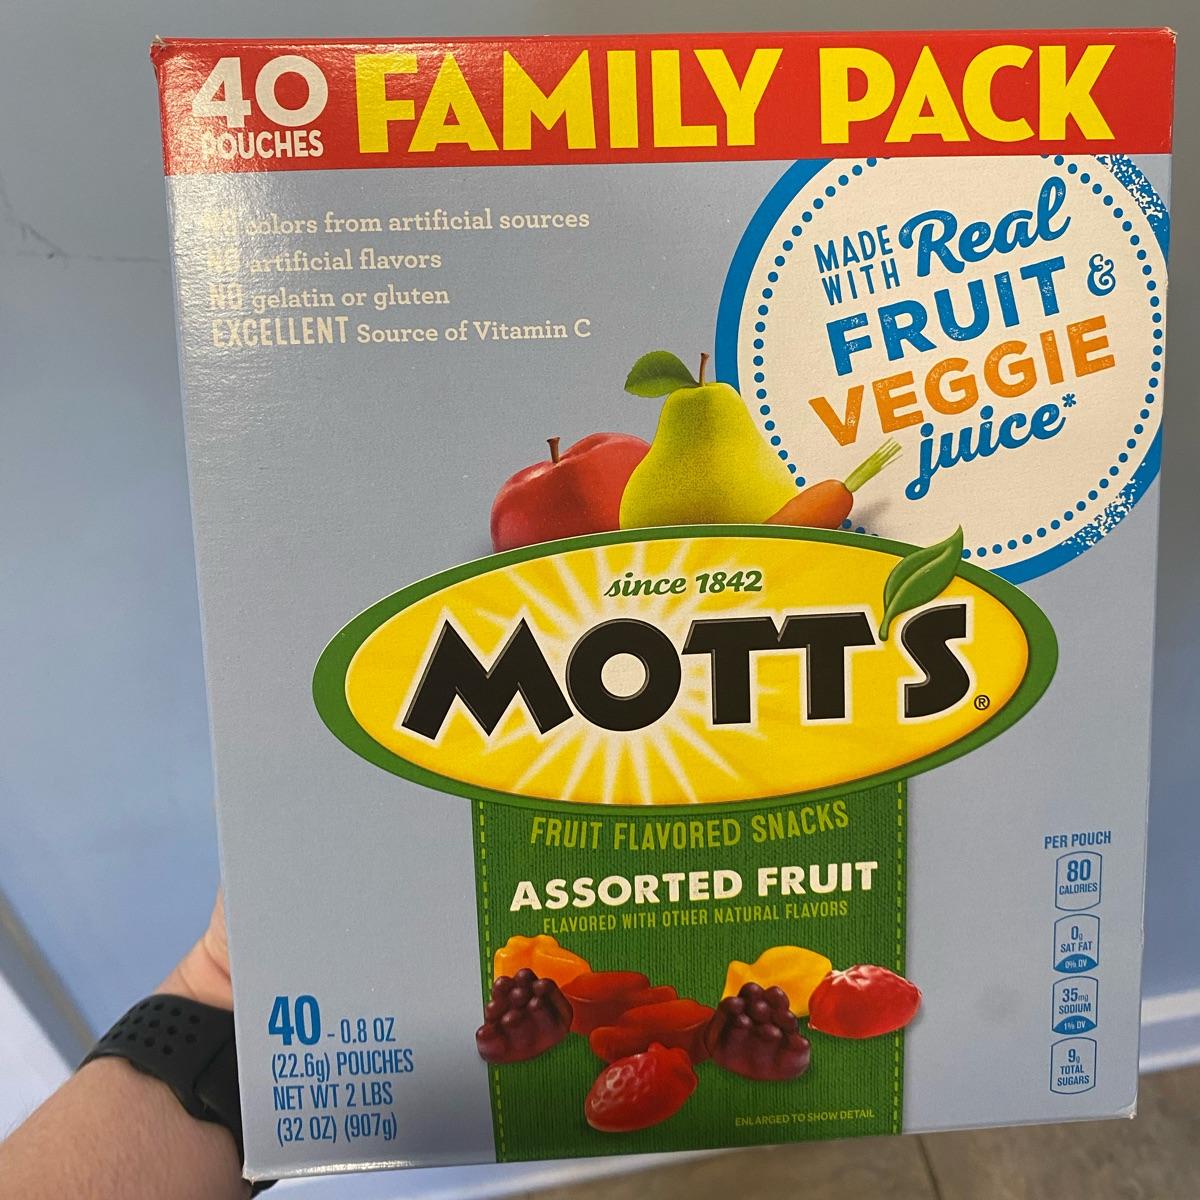 40 FAMILY PACK
POUCHES
NO colors from artificial sources
NO artificial flavors
NO gelatin or gluten
EXCELLENT Source of Vitamin C
MADE WITH Real
FRUIT &
VEGGIE
juice*
since 1842
MOTT'S®
FRUIT FLAVORED SNACKS
ASSORTED FRUIT
FLAVORED WITH OTHER NATURAL FLAVORS
PER POUCH
80
CALORIES
0g
SAT FAT
0% DV
35mg
SODIUM
1% DV
9g
TOTAL
SUGARS
40 - 0.8 OZ
(22.6g) POUCHES
NET WT 2 LBS
(32 OZ) (907g)
ENLARGED TO SHOW DETAIL